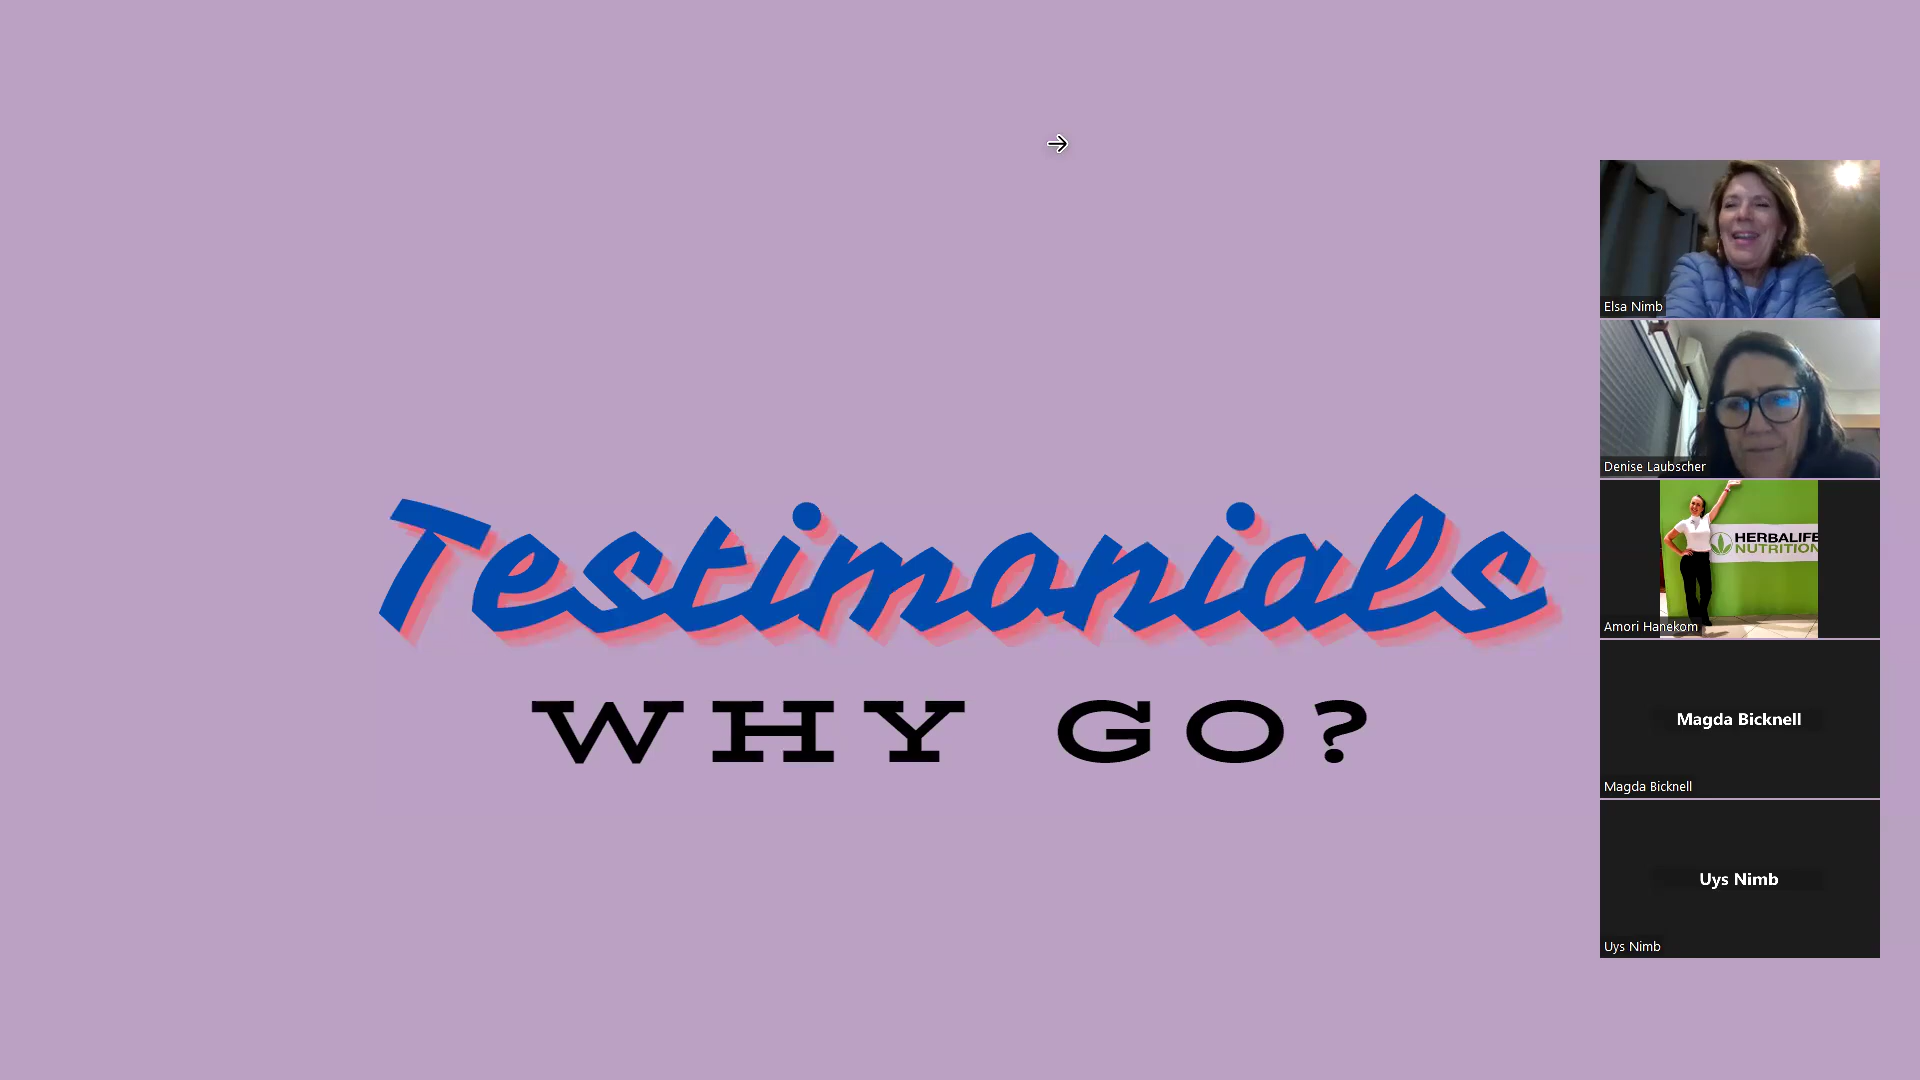 Testimonials
WHY GO?
Elsa Nimb
Denise Laubscher
HERBALIFE
NUTRITION
Amori Hanekom
Magda Bicknell
Magda Bicknell
Uys Nimb
Uys Nimb